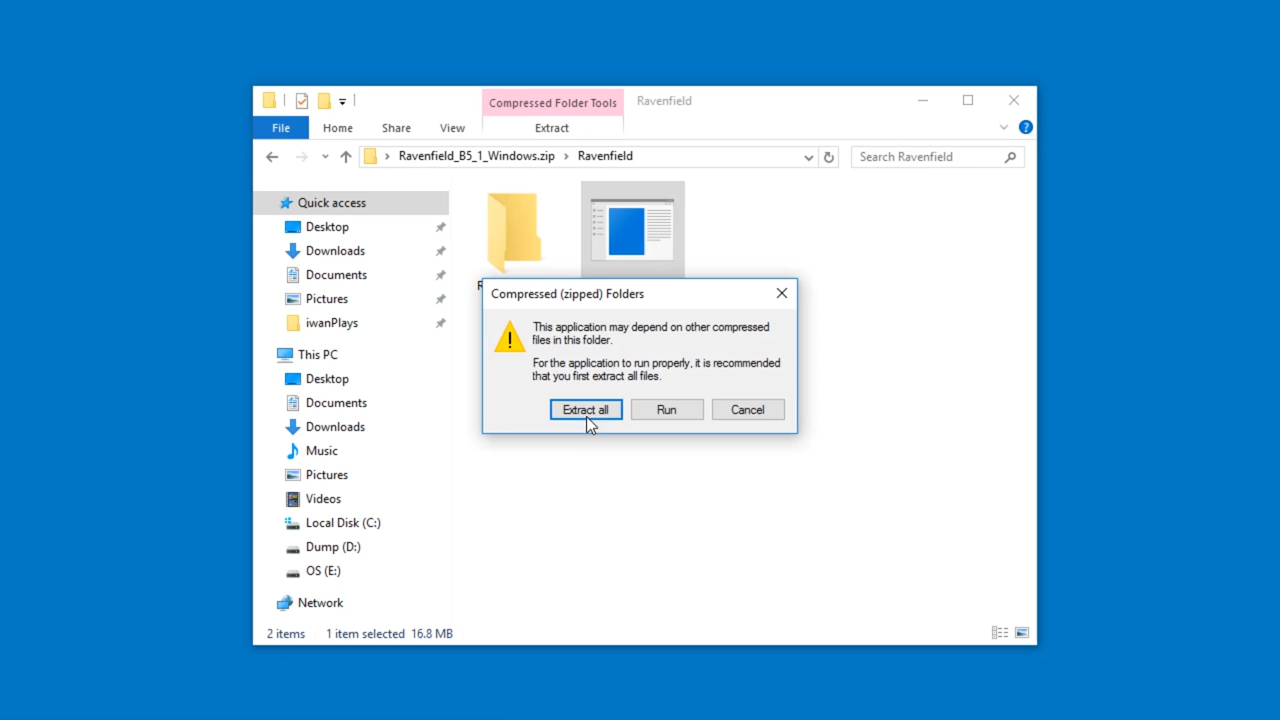 Compressed Folder Tools
Ravenfield
File
Home
Share
View
Extract
Ravenfield_B5_1_Windows.zip
Ravenfield
Search Ravenfield
Quick access
Desktop
Downloads
Documents
Pictures
iwanPlays
This PC
Desktop
Documents
Downloads
Music
Pictures
Videos
Local Disk (C:)
Dump (D:)
OS (E:)
Network
Compressed (zipped) Folders
This application may depend on other compressed
files in this folder.
For the application to run properly, it is recommended
that you first extract all files.
Extract all
Run
Cancel
2 items
1 item selected 16.8 MB